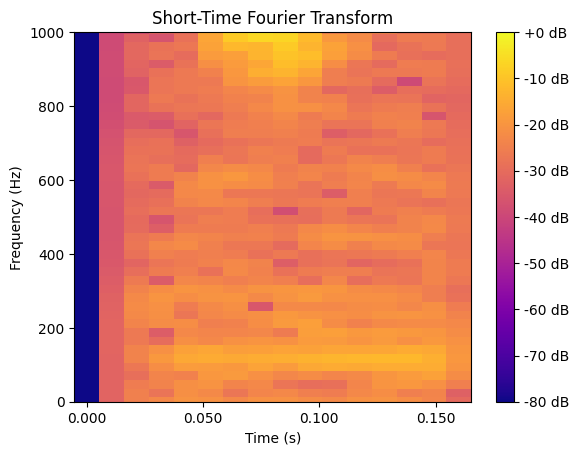 Short-Time Fourier Transform
Frequency (Hz)
1000
800
600
400
200
0
0.000
0.050
0.100
0.150
Time (s)
+0 dB
-10 dB
-20 dB
-30 dB
-40 dB
-50 dB
-60 dB
-70 dB
-80 dB